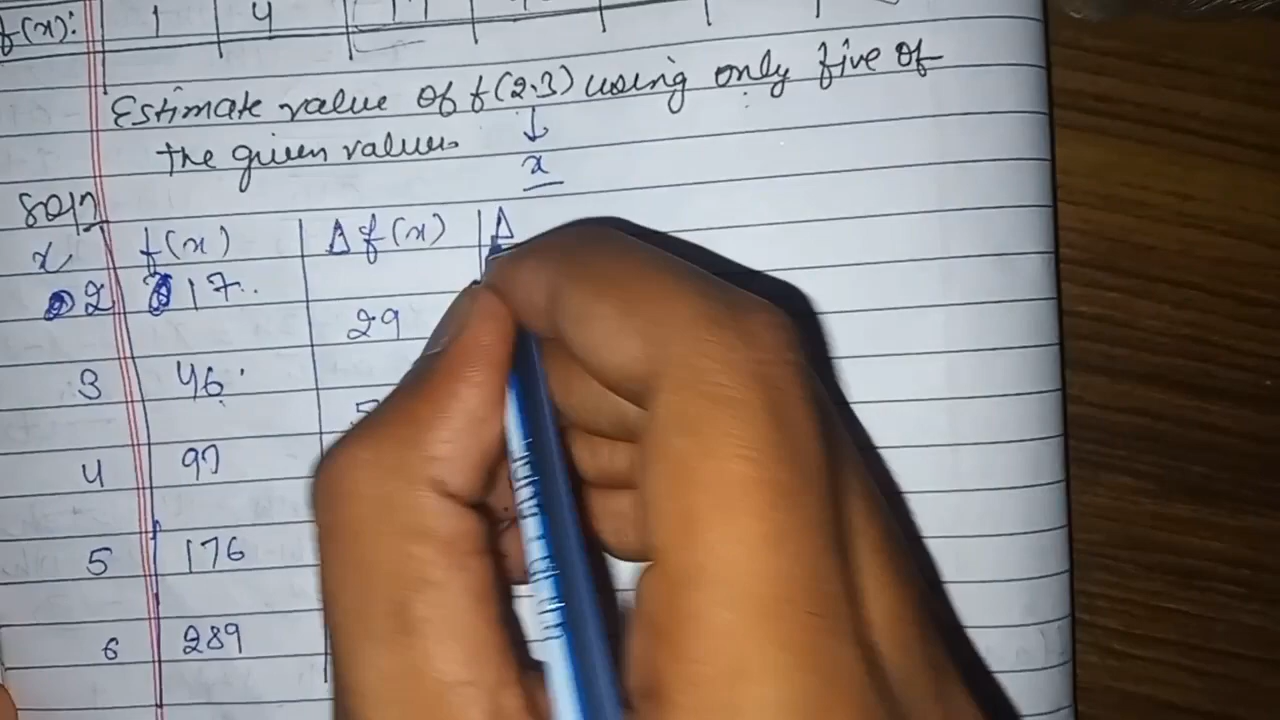 f(x): 1 4
Estimate value of f(2.3) using only five of
the given values.
x
Soln
x f(x) Δf(x) Δ
2 17
29
3 46
5
4 97
5 176
6 289